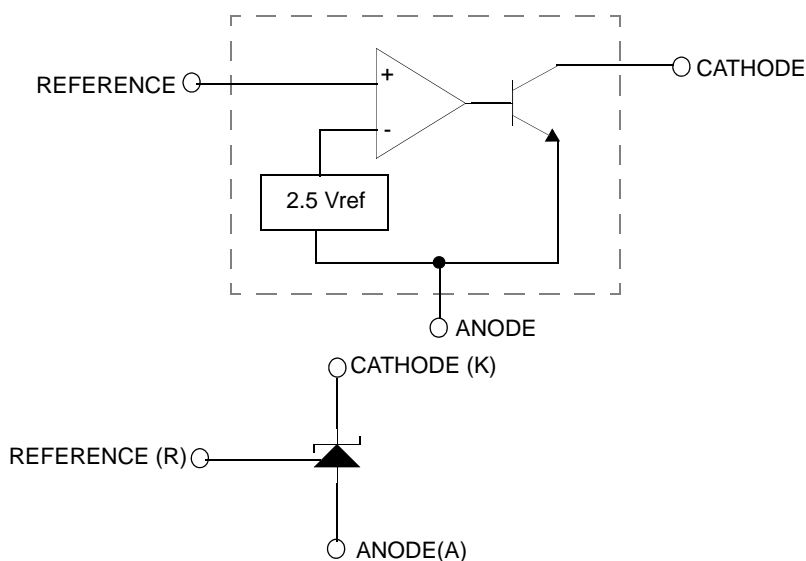 REFERENCE
+
-
CATHODE
2.5 Vref
ANODE
CATHODE (K)
REFERENCE (R)
ANODE(A)